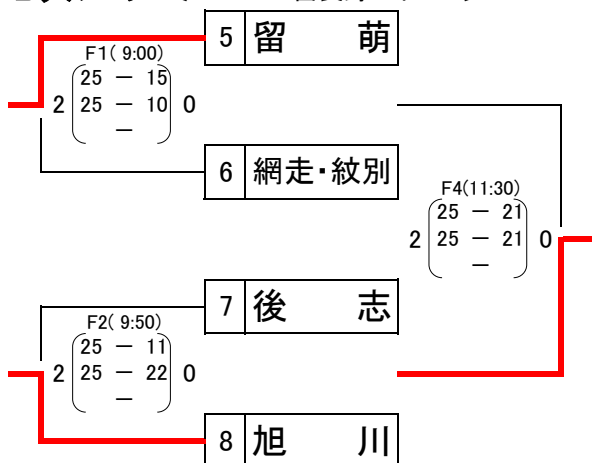 5 留 萌
F1( 9:00)
25 － 15
2 25 － 10 0
－
6 網走・紋別
F4(11:30)
25 － 21
2 25 － 21 0
－
7 後 志
F2( 9:50)
25 － 11
2 25 － 22 0
－
8 旭 川